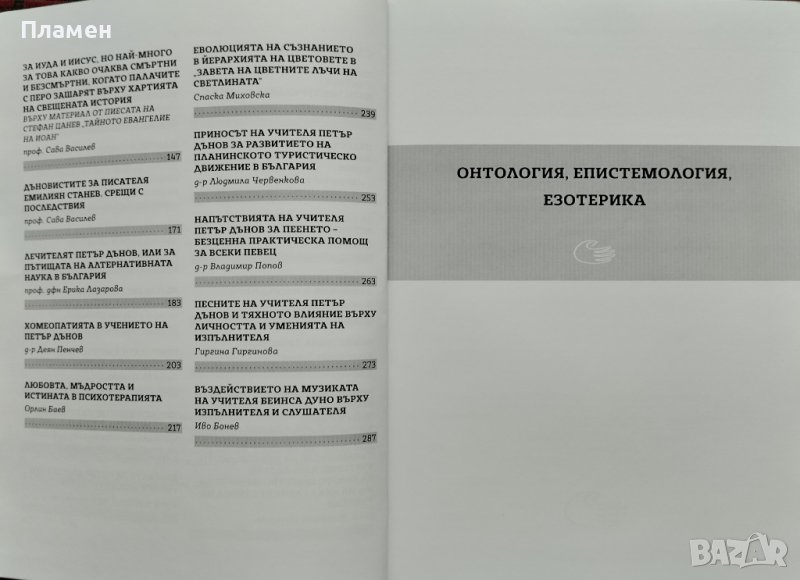 Пламен
ЗА ИУДА И ИИСУС, НО НАЙ-МНОГО
ЗА ТОВА КАКВО ОЧАКВА СМЪРТНИ
И БЕЗСМЪРТНИ, КОГАТО ПАЛАЧИТЕ
С ПЕРО ЗАШАРЯТ ВЪРХУ ХАРТИЯТА
НА СВЕЩЕНАТА ИСТОРИЯ
ВЪРХУ МАТЕРИАЛ ОТ ПИЕСАТА НА
СТЕФАН ЦАНЕВ „ТАЙНОТО ЕВАНГЕЛИЕ
НА ЙОАН“
проф. Сава Василев
147
ДЪНОВИСТИТЕ ЗА ПИСАТЕЛЯ
ЕМИЛИЯН СТАНЕВ. СРЕЩИ С
ПОСЛЕДСТВИЯ
проф. Сава Василев
171
ЛЕЧИТЕЛЯТ ПЕТЪР ДЪНОВ, ИЛИ ЗА
ПЪТИЩАТА НА АЛТЕРНАТИВНАТА
НАУКА В БЪЛГАРИЯ
проф. дфн Ерика Лазарова
183
ХОМЕОПАТИЯТА В УЧЕНИЕТО НА
ПЕТЪР ДЪНОВ
д-р Деян Пенчев
203
ЛЮБОВТА, МЪДРОСТТА И
ИСТИНАТА В ПСИХОТЕРАПИЯТА
Орлин Баев
217
ЕВОЛЮЦИЯТА НА СЪЗНАНИЕТО
В ЙЕРАРХИЯТА НА ЦВЕТОВЕТЕ В
„ЗАВЕТА НА ЦВЕТНИТЕ ЛЪЧИ НА
СВЕТЛИНАТА“
Спаска Миховска
239
ПРИНОСЪТ НА УЧИТЕЛЯ ПЕТЪР
ДЪНОВ ЗА РАЗВИТИЕТО НА
ПЛАНИНСКОТО ТУРИСТИЧЕСКО
ДВИЖЕНИЕ В БЪЛГАРИЯ
д-р Людмила Червенкова
253
НАПЪТСТВИЯТА НА УЧИТЕЛЯ
ПЕТЪР ДЪНОВ ЗА ПЕЕНЕТО –
БЕЗЦЕННА ПРАКТИЧЕСКА ПОМОЩ
ЗА ВСЕКИ ПЕВЕЦ
д-р Владимир Попов
263
ПЕСНИТЕ НА УЧИТЕЛЯ ПЕТЪР
ДЪНОВ И ТЯХНОТО ВЛИЯНИЕ ВЪРХУ
ЛИЧНОСТТА И УМЕНИЯТА НА
ИЗПЪЛНИТЕЛЯ
Гиргина Гиргинова
273
ВЪЗДЕЙСТВИЕТО НА МУЗИКАТА
НА УЧИТЕЛЯ БЕИНСА ДУНО ВЪРХУ
ИЗПЪЛНИТЕЛЯ И СЛУШАТЕЛЯ
Иво Бонев
287
ОНТОЛОГИЯ, ЕПИСТЕМОЛОГИЯ,
ЕЗОТЕРИКА
BAZAR